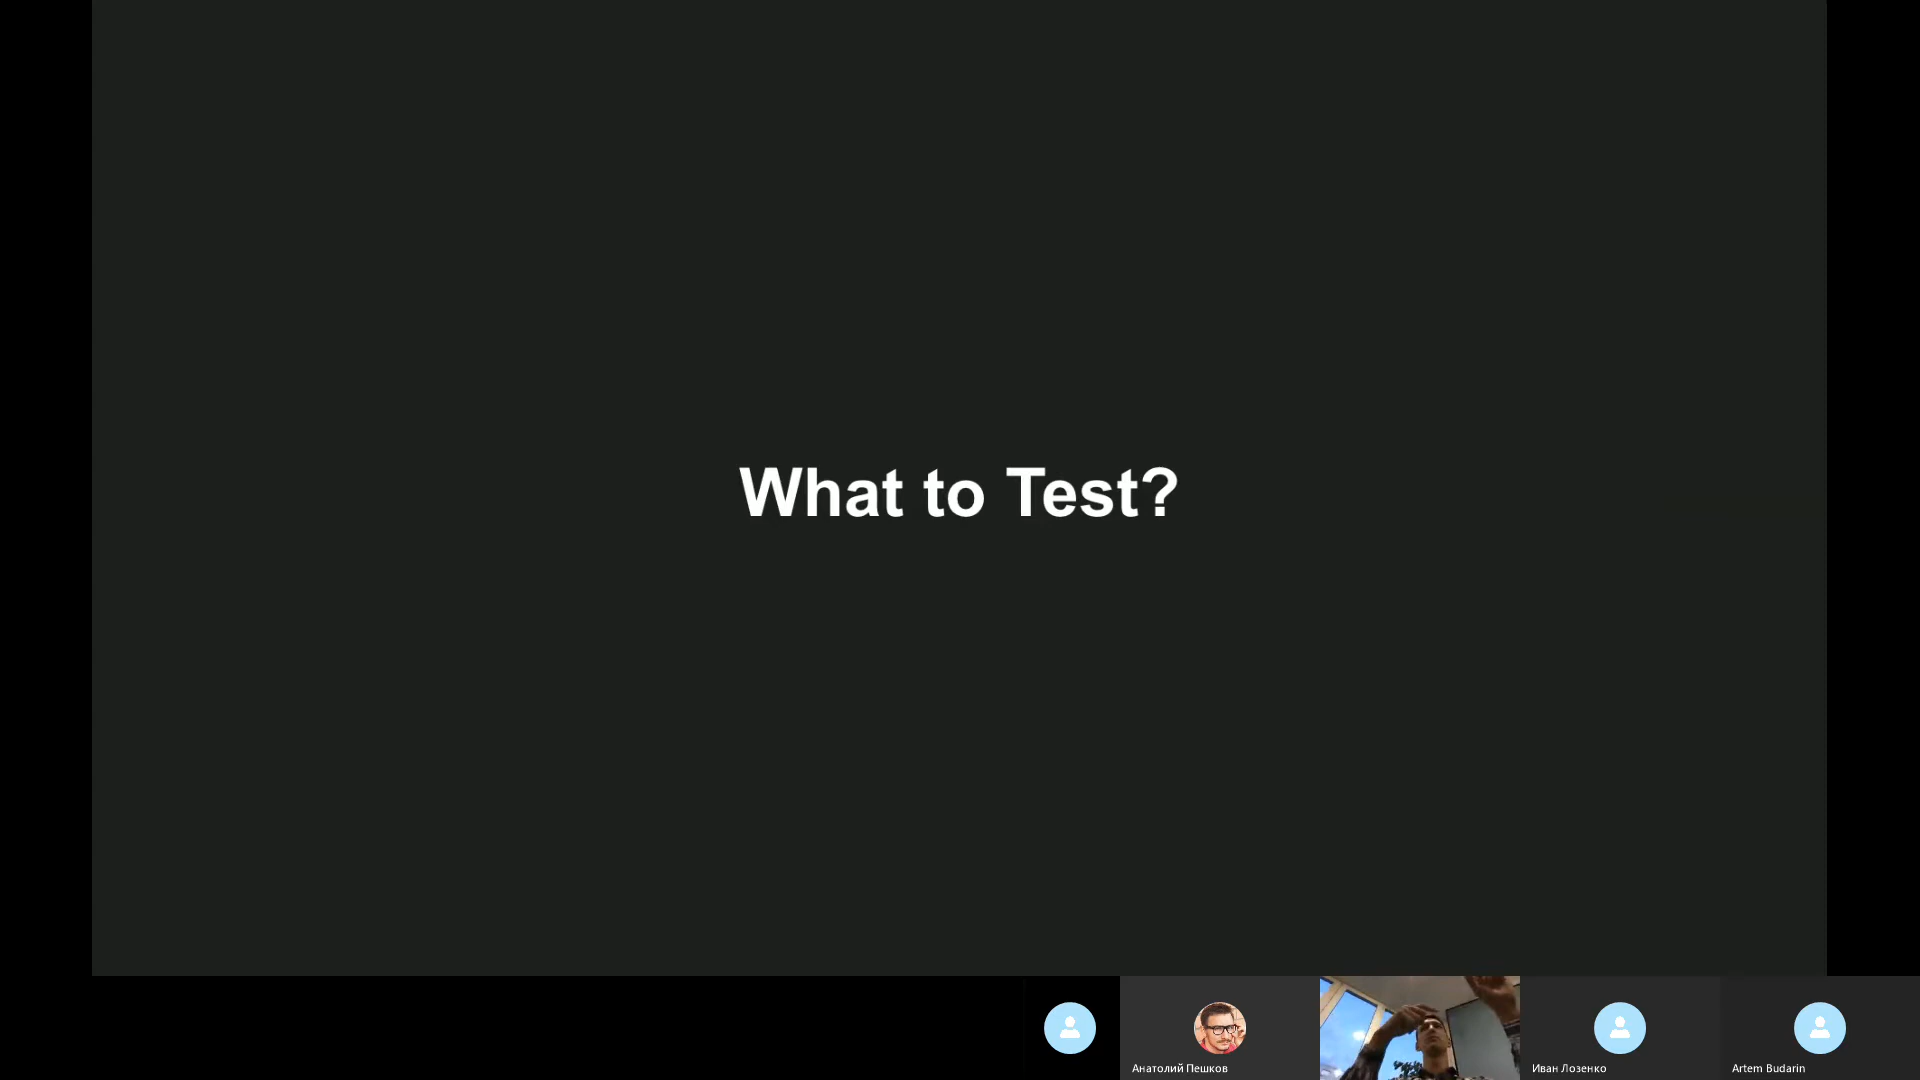 What to Test?
Анатолий Пешков
Иван Лозенко
Artem Budarin